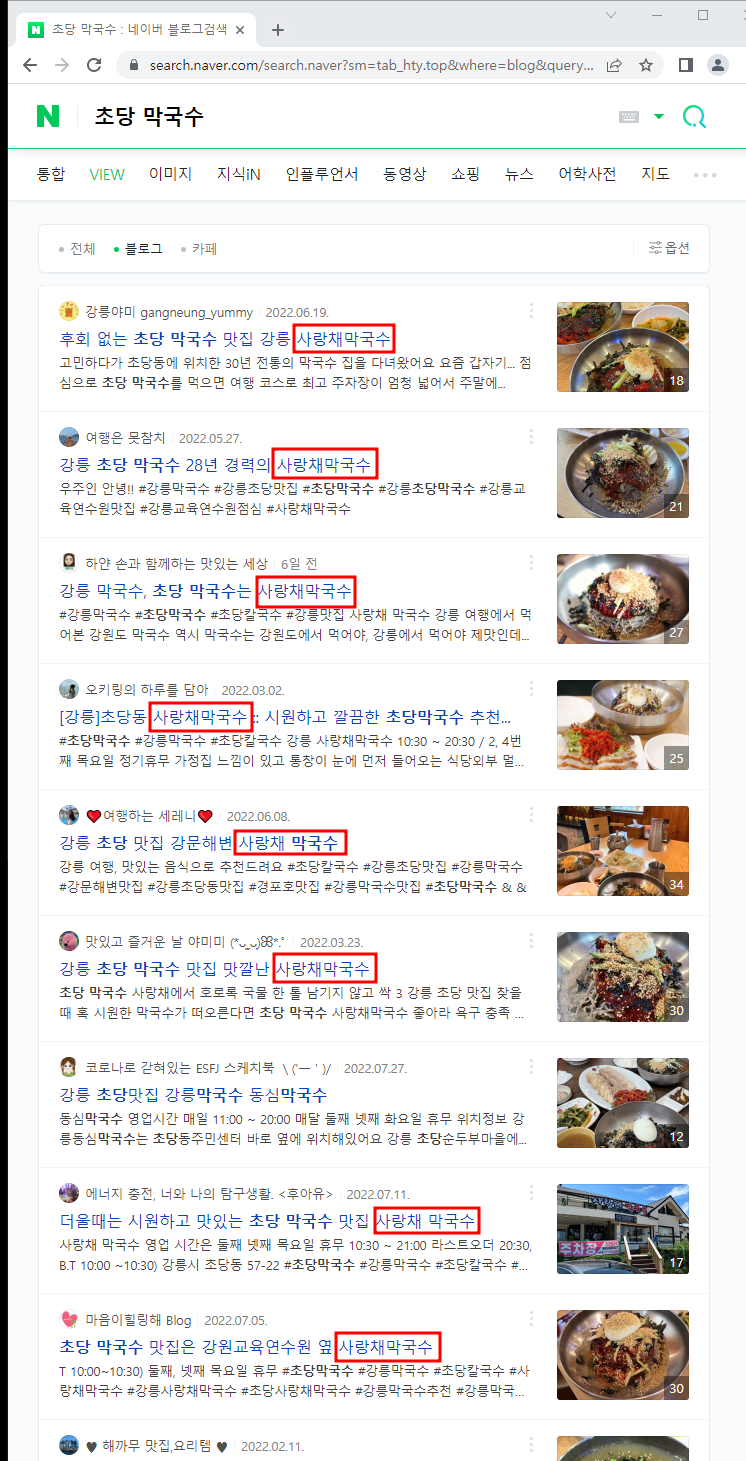 초당 막국수 : 네이버 블로그검색
search.naver.com/search.naver?sm=tab_hty.top&where=blog&query...
초당 막국수
통합 VIEW 이미지 지식iN 인플루언서 동영상 쇼핑 뉴스 어학사전 지도
전체 블로그 카페 옵션
강릉야미 gangneung_yummy 2022.06.19.
후회 없는 초당 막국수 맛집 강릉 사랑채막국수
고민하다가 초당동에 위치한 30년 전통의 막국수 집을 다녀왔어요 요즘 갑자기... 점
심으로 초당 막국수를 먹으면 여행 코스로 최고 주차장이 엄청 넓어서 주말에...
18
여행은 못참치 2022.05.27.
강릉 초당 막국수 28년 경력의 사랑채막국수
우주인 안녕!! #강릉막국수 #강릉초당맛집 #초당막국수 #강릉초당막국수 #강릉교
육연수원맛집 #강릉교육연수원점심 #사랑채막국수
21
하얀 손과 함께하는 맛있는 세상 6일 전
강릉 막국수, 초당 막국수는 사랑채막국수
#강릉막국수 #초당막국수 #초당칼국수 #강릉맛집 사랑채 막국수 강릉 여행에서 먹
어본 강원도 막국수 역시 막국수는 강원도에서 먹어야, 강릉에서 먹어야 제맛인데...
27
오키링의 하루를 담아 2022.03.02.
[강릉]초당동 사랑채막국수 :: 시원하고 깔끔한 초당막국수 추천...
#초당막국수 #강릉막국수 #초당칼국수 강릉 사랑채막국수 10:30 ~ 20:30 / 2, 4번
째 목요일 정기휴무 가정집 느낌이 있고 통창이 눈에 먼저 들어오는 식당외부 멀...
25
❤️여행하는 세레니❤️ 2022.06.08.
강릉 초당 맛집 강문해변 사랑채 막국수
강릉 여행, 맛있는 음식으로 추천드려요 #초당칼국수 #강릉초당맛집 #강릉막국수
#강문해변맛집 #강릉초당동맛집 #경포호맛집 #강릉막국수맛집 #초당막국수 & &
34
맛있고 즐거운 날 야미미 (*ᴗ͈ˬᴗ͈)ꕤ*.ﾟ 2022.03.23.
강릉 초당 막국수 맛집 맛깔난 사랑채막국수
초당 막국수 사랑채에서 호로록 국물 한 톨 남기지 않고 싹 3 강릉 초당 맛집 찾을
때 혹 시원한 막국수가 떠오른다면 초당 막국수 사랑채막국수 좋아라 욕구 충족 ...
30
코로나로 갇혀있는 ESFJ 스케치북 \ ('ㅡ ' )/ 2022.07.27.
강릉 초당맛집 강릉막국수 동심막국수
동심막국수 영업시간 매일 11:00 ~ 20:00 매달 둘째 넷째 화요일 휴무 위치정보 강
릉동심막국수는 초당동주민센터 바로 옆에 위치해있어요 강릉 초당순두부마을에...
12
에너지 충전, 너와 나의 탐구생활. <후아유> 2022.07.11.
더울때는 시원하고 맛있는 초당 막국수 맛집 사랑채 막국수
사랑채 막국수 영업 시간은 둘째 넷째 목요일 휴무 10:30 ~ 21:00 라스트오더 20:30,
B.T 10:00 ~10:30) 강릉시 초당동 57-22 #초당막국수 #강릉막국수 #초당칼국수 #...
주차장
17
마음이힐링해 Blog 2022.07.05.
초당 막국수 맛집은 강원교육연수원 옆 사랑채막국수
T 10:00~10:30) 둘째, 넷째 목요일 휴무 #초당막국수 #강릉막국수 #초당칼국수 #사
랑채막국수 #강릉사랑채막국수 #초당사랑채막국수 #강릉막국수추천 #강릉막국...
30
♥ 해까무 맛집,요리템 ♥ 2022.02.11.